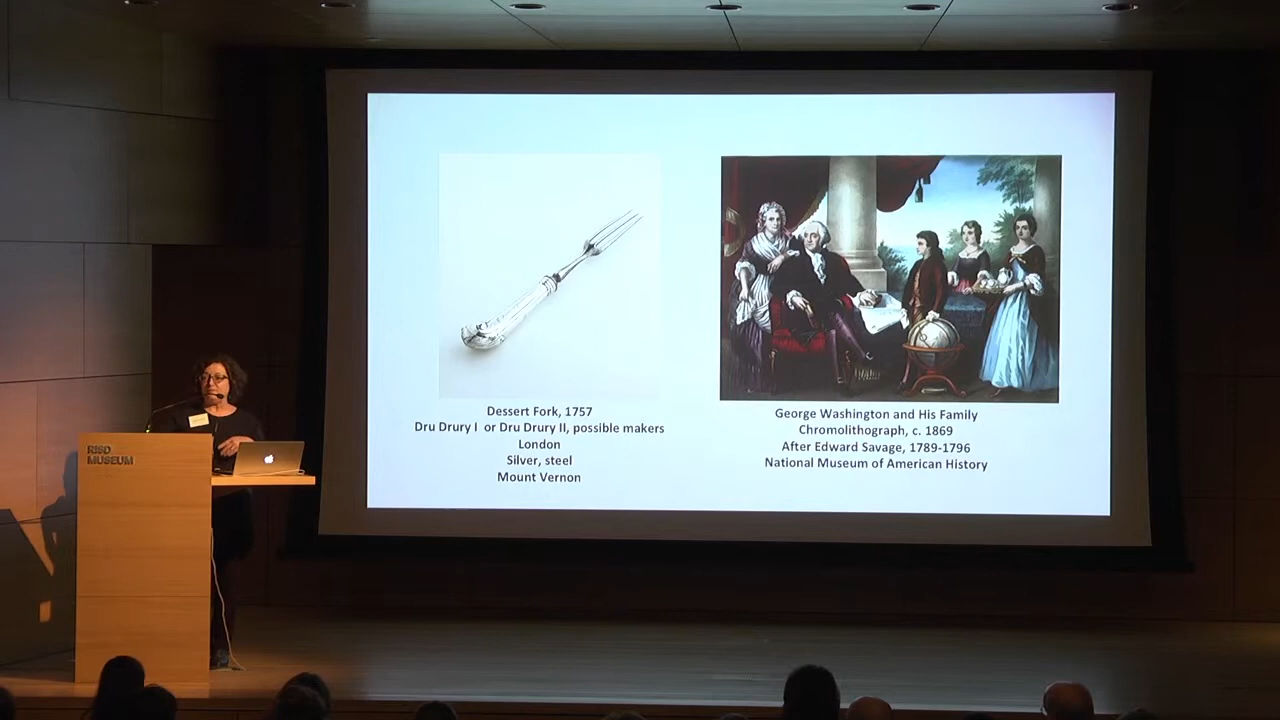 RISD
MUSEUM
Dessert Fork, 1757
Dru Drury I or Dru Drury II, possible makers
London
Silver, steel
Mount Vernon
George Washington and His Family
Chromolithograph, c. 1869
After Edward Savage, 1789-1796
National Museum of American History